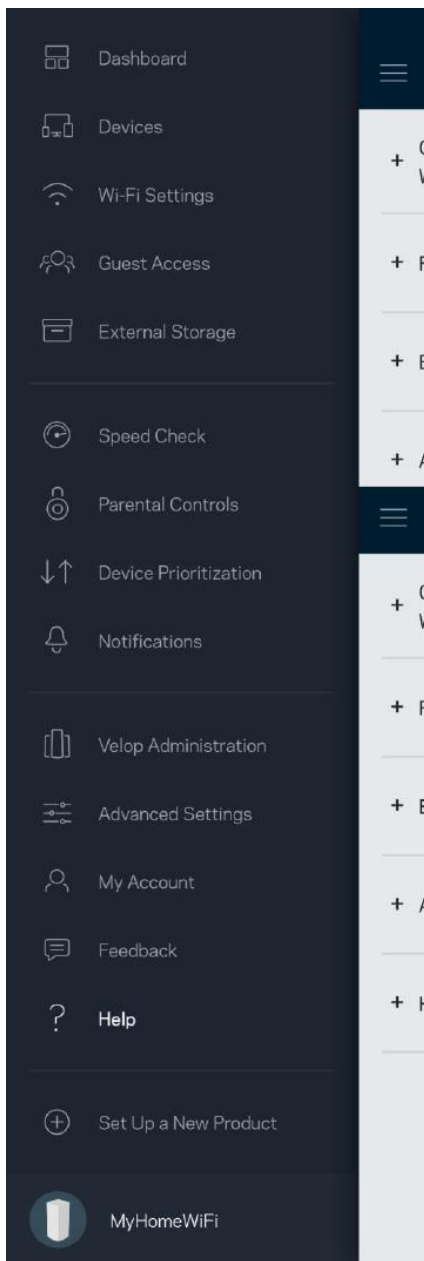 Dashboard
Devices
Wi-Fi Settings
Guest Access
External Storage
Speed Check
Parental Controls
Device Prioritization
Notifications
Velop Administration
Advanced Settings
My Account
Feedback
? Help
Set Up a New Product
MyHomeWiFi